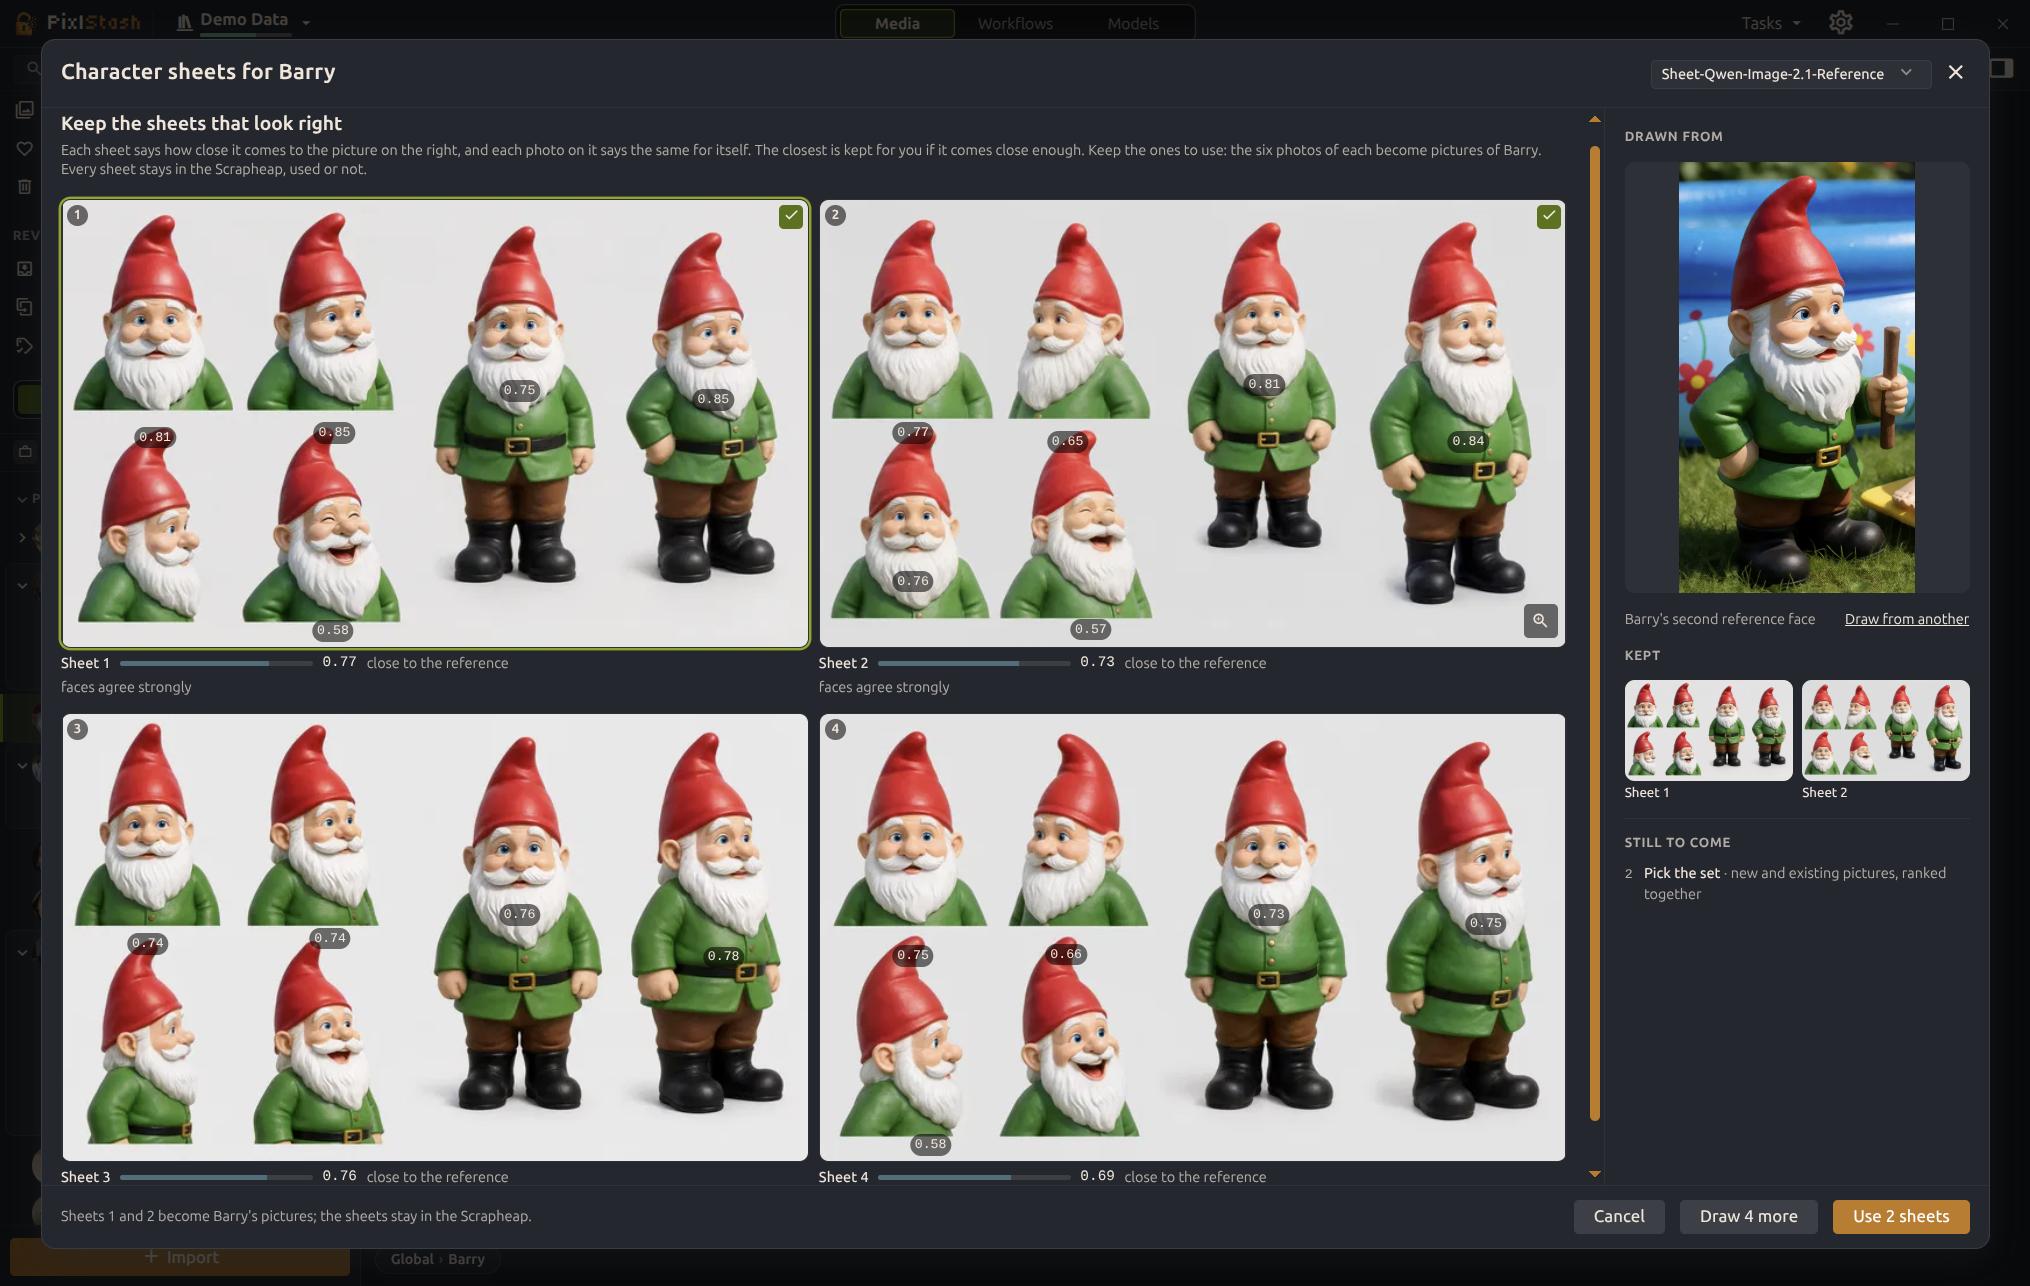 PixlStash
Demo Data
Media
Workflows
Models
Tasks
Character sheets for Barry
Sheet-Qwen-Image-2.1-Reference
Keep the sheets that look right
Each sheet says how close it comes to the picture on the right, and each photo on it says the same for itself. The closest is kept for you if it comes close enough. Keep the ones to use: the six photos of each become pictures of Barry.
Every sheet stays in the Scrapheap, used or not.
REV
1
0.75
0.85
0.81
0.85
0.58
Sheet 1
0.77
close to the reference
faces agree strongly
2
0.81
0.77
0.65
0.84
0.76
0.57
Sheet 2
0.73
close to the reference
faces agree strongly
3
0.76
0.74
0.74
0.78
Sheet 3
0.76
close to the reference
4
0.73
0.75
0.75
0.66
0.58
Sheet 4
0.69
close to the reference
DRAWN FROM
Barry's second reference face
Draw from another
KEPT
Sheet 1
Sheet 2
STILL TO COME
2 Pick the set · new and existing pictures, ranked
together
Sheets 1 and 2 become Barry's pictures; the sheets stay in the Scrapheap.
Cancel
Draw 4 more
Use 2 sheets
+ Import
Global › Barry